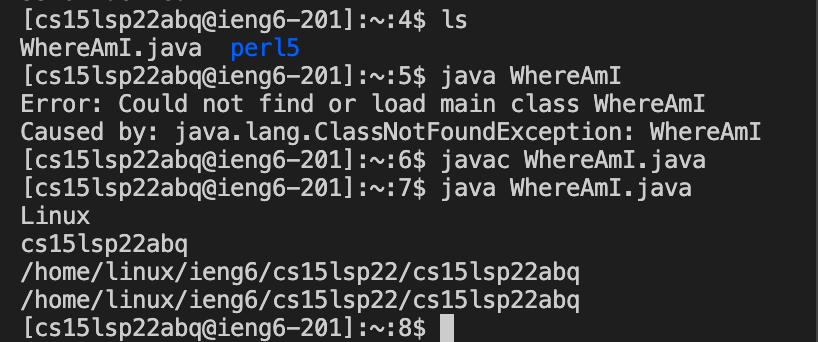 [cs15lsp22abq@ieng6-201]:~:4$ ls
WhereAmI.java  perl5
[cs15lsp22abq@ieng6-201]:~:5$ java WhereAmI
Error: Could not find or load main class WhereAmI
Caused by: java.lang.ClassNotFoundException: WhereAmI
[cs15lsp22abq@ieng6-201]:~:6$ javac WhereAmI.java
[cs15lsp22abq@ieng6-201]:~:7$ java WhereAmI.java
Linux
cs15lsp22abq
/home/linux/ieng6/cs15lsp22/cs15lsp22abq
/home/linux/ieng6/cs15lsp22/cs15lsp22abq
[cs15lsp22abq@ieng6-201]:~:8$